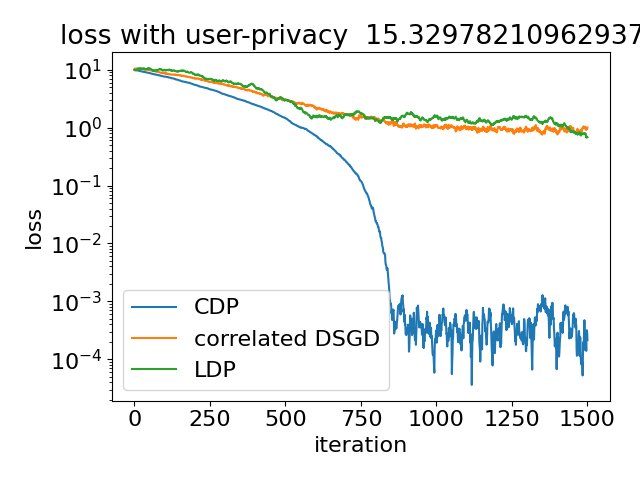 loss with user-privacy 15.32978210962937
10¹
10⁰
10⁻¹
10⁻²
10⁻³
10⁻⁴
loss
CDP
correlated DSGD
LDP
0 250 500 750 1000 1250 1500
iteration